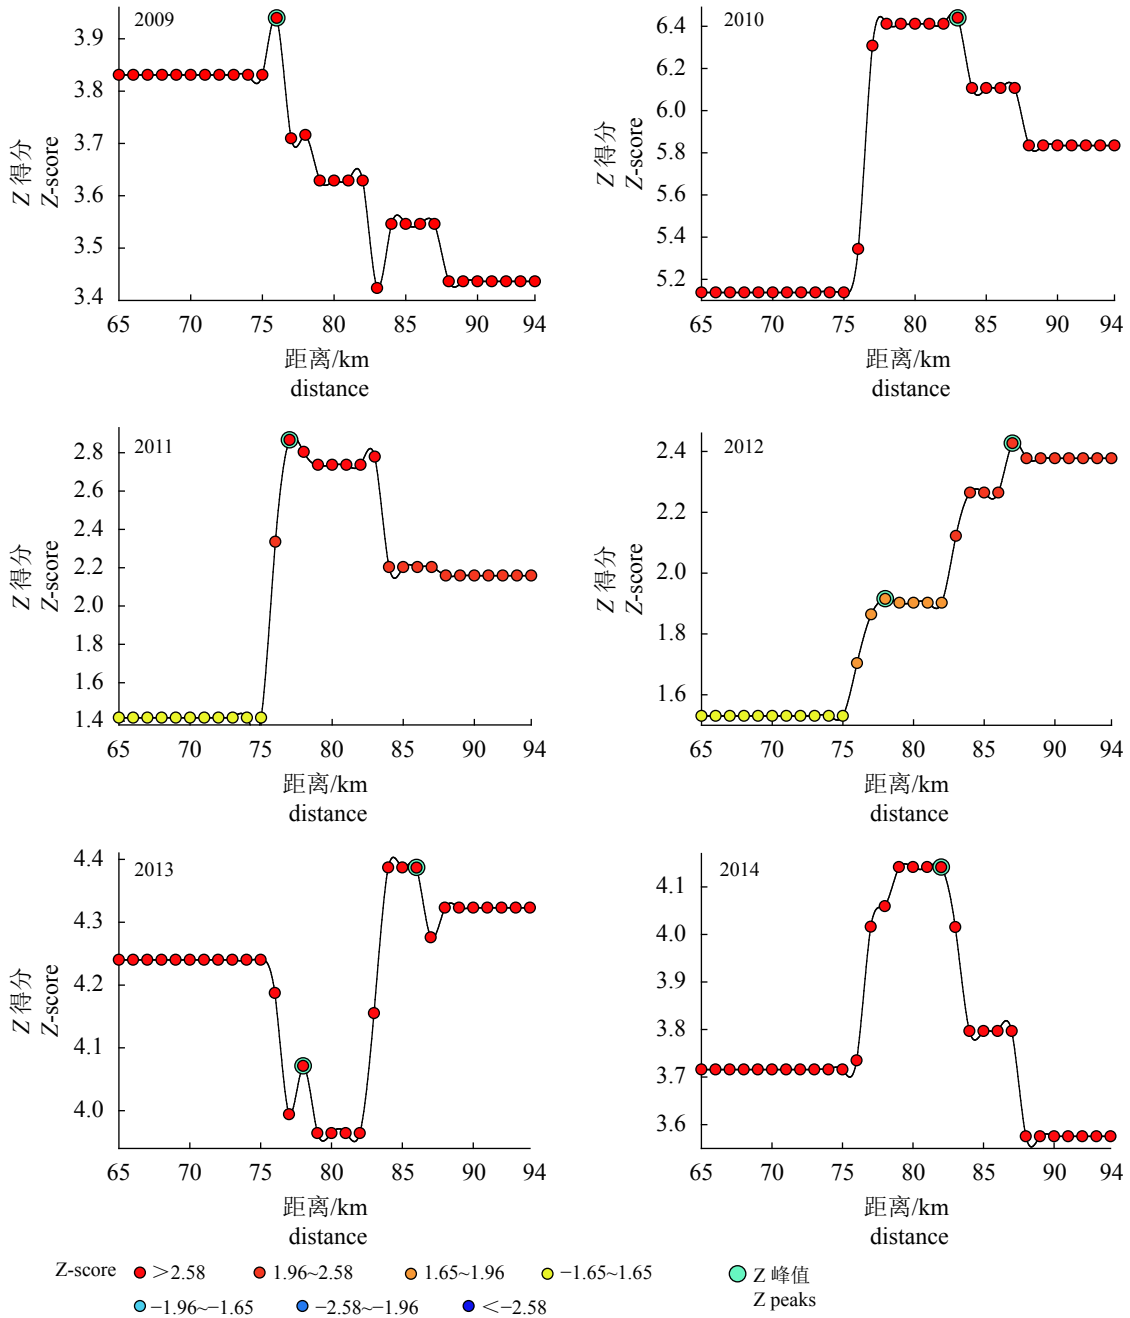 2009
3.9
3.8
3.7
3.6
3.5
3.4
Z 得分
Z-score
65 70 75 80 85 90 94
距离/km
distance
2010
6.4
6.2
6.0
5.8
5.6
5.4
5.2
Z 得分
Z-score
65 70 75 80 85 90 94
距离/km
distance
2011
2.8
2.6
2.4
2.2
2.0
1.8
1.6
1.4
Z 得分
Z-score
65 70 75 80 85 90 94
距离/km
distance
2012
2.4
2.2
2.0
1.8
1.6
Z 得分
Z-score
65 70 75 80 85 90 94
距离/km
distance
2013
4.4
4.3
4.2
4.10
4.0
Z 得分
Z-score
65 70 75 80 85 90 94
距离/km
distance
2014
4.1
4.0
3.9
3.8
3.7
3.6
Z 得分
Z-score
65 70 75 80 85 90 94
距离/km
distance
Z-score >2.58 1.96~2.58 1.65~1.96 −1.65~1.65 Z 峰值
−1.96~−1.65 −2.58~−1.96 <−2.58 Z peaks